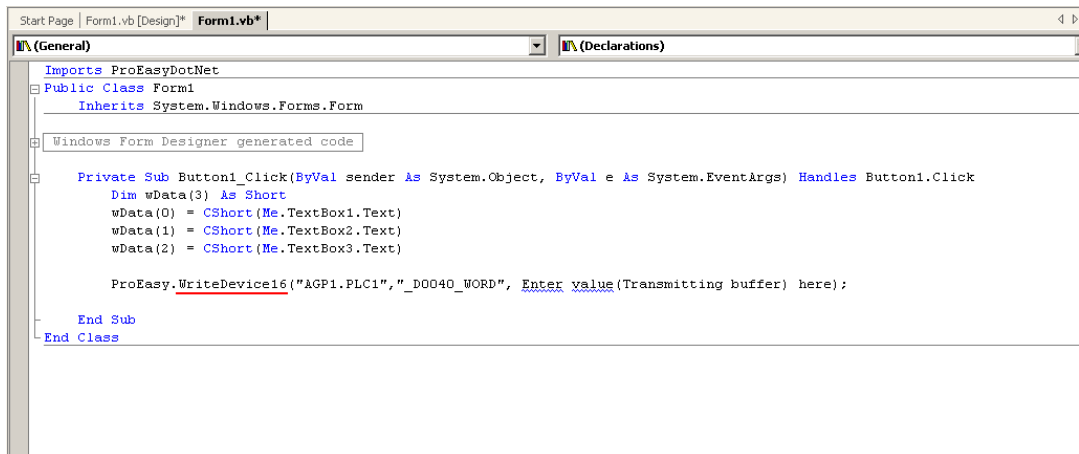 Start Page Form1.vb [Design]* Form1.vb*
(General) (Declarations)
Imports ProEasyDotNet
Public Class Form1
Inherits System.Windows.Forms.Form
Windows Form Designer generated code
Private Sub Button1_Click(ByVal sender As System.Object, ByVal e As System.EventArgs) Handles Button1.Click
Dim wData(3) As Short
wData(0) = CShort(Me.TextBox1.Text)
wData(1) = CShort(Me.TextBox2.Text)
wData(2) = CShort(Me.TextBox3.Text)
ProEasy.WriteDevice16("AGP1.PLC1","_D0040_WORD", Enter value(Transmitting buffer) here);
End Sub
End Class